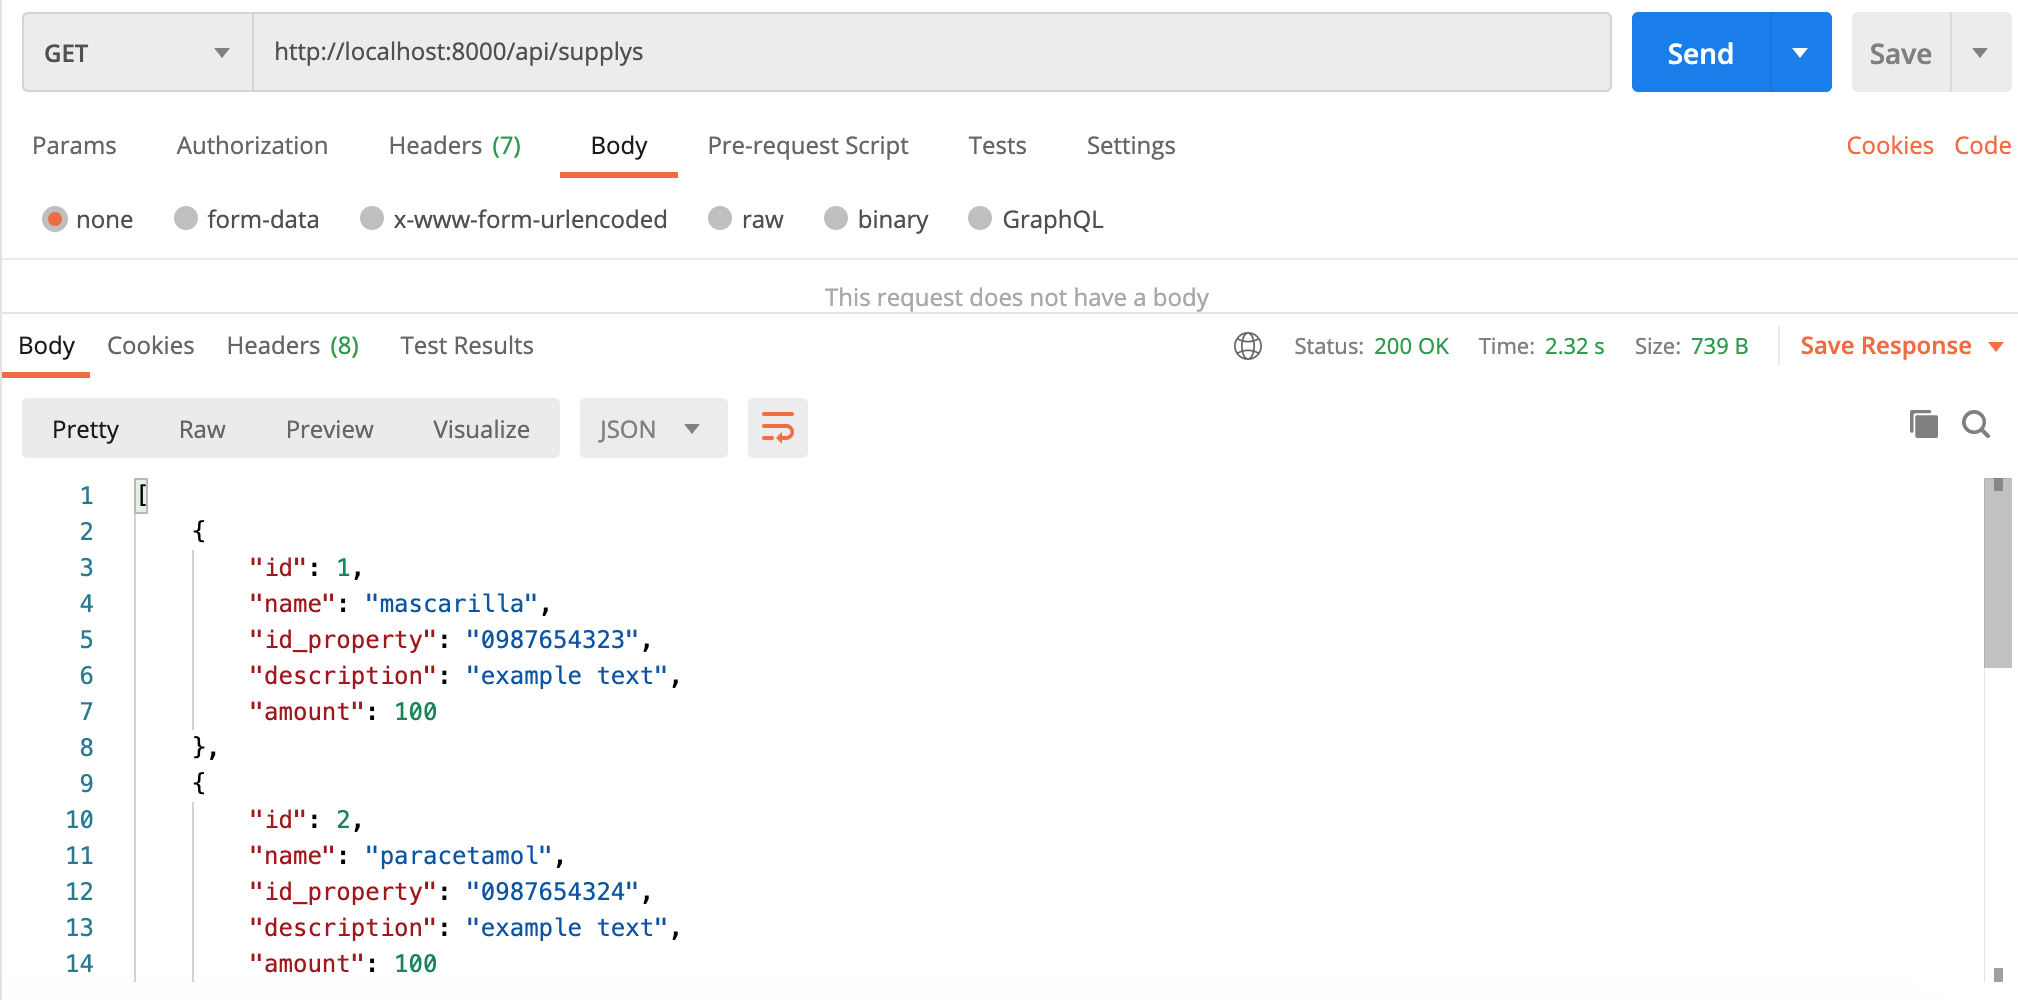 GET http://localhost:8000/api/supplys Send Save
Params Authorization Headers (7) Body Pre-request Script Tests Settings Cookies Code
none form-data x-www-form-urlencoded raw binary GraphQL
This request does not have a body
Body Cookies Headers (8) Test Results Status: 200 OK Time: 2.32 s Size: 739 B Save Response
Pretty Raw Preview Visualize JSON
1 [
2 {
3 "id": 1,
4 "name": "mascarilla",
5 "id_property": "0987654323",
6 "description": "example text",
7 "amount": 100
8 },
9 {
10 "id": 2,
11 "name": "paracetamol",
12 "id_property": "0987654324",
13 "description": "example text",
14 "amount": 100